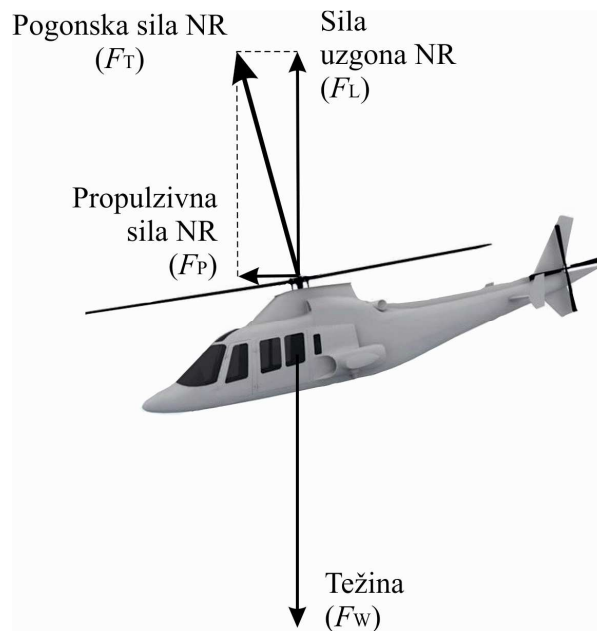 Pogonska sila NR
(FT)
Sila
uzgona NR
(FL)
Propulzivna
sila NR
(FP)
Težina
(FW)